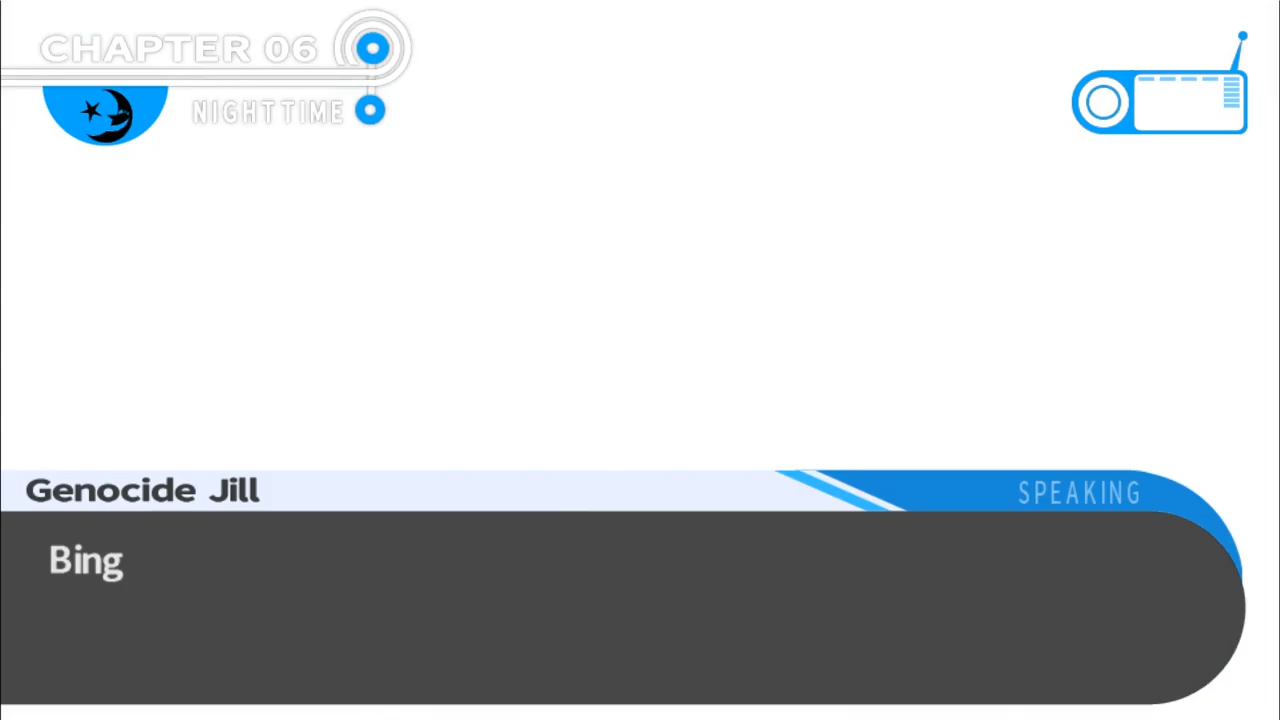 CHAPTER 06
NIGHTTIME
Genocide Jill
SPEAKING
Bing